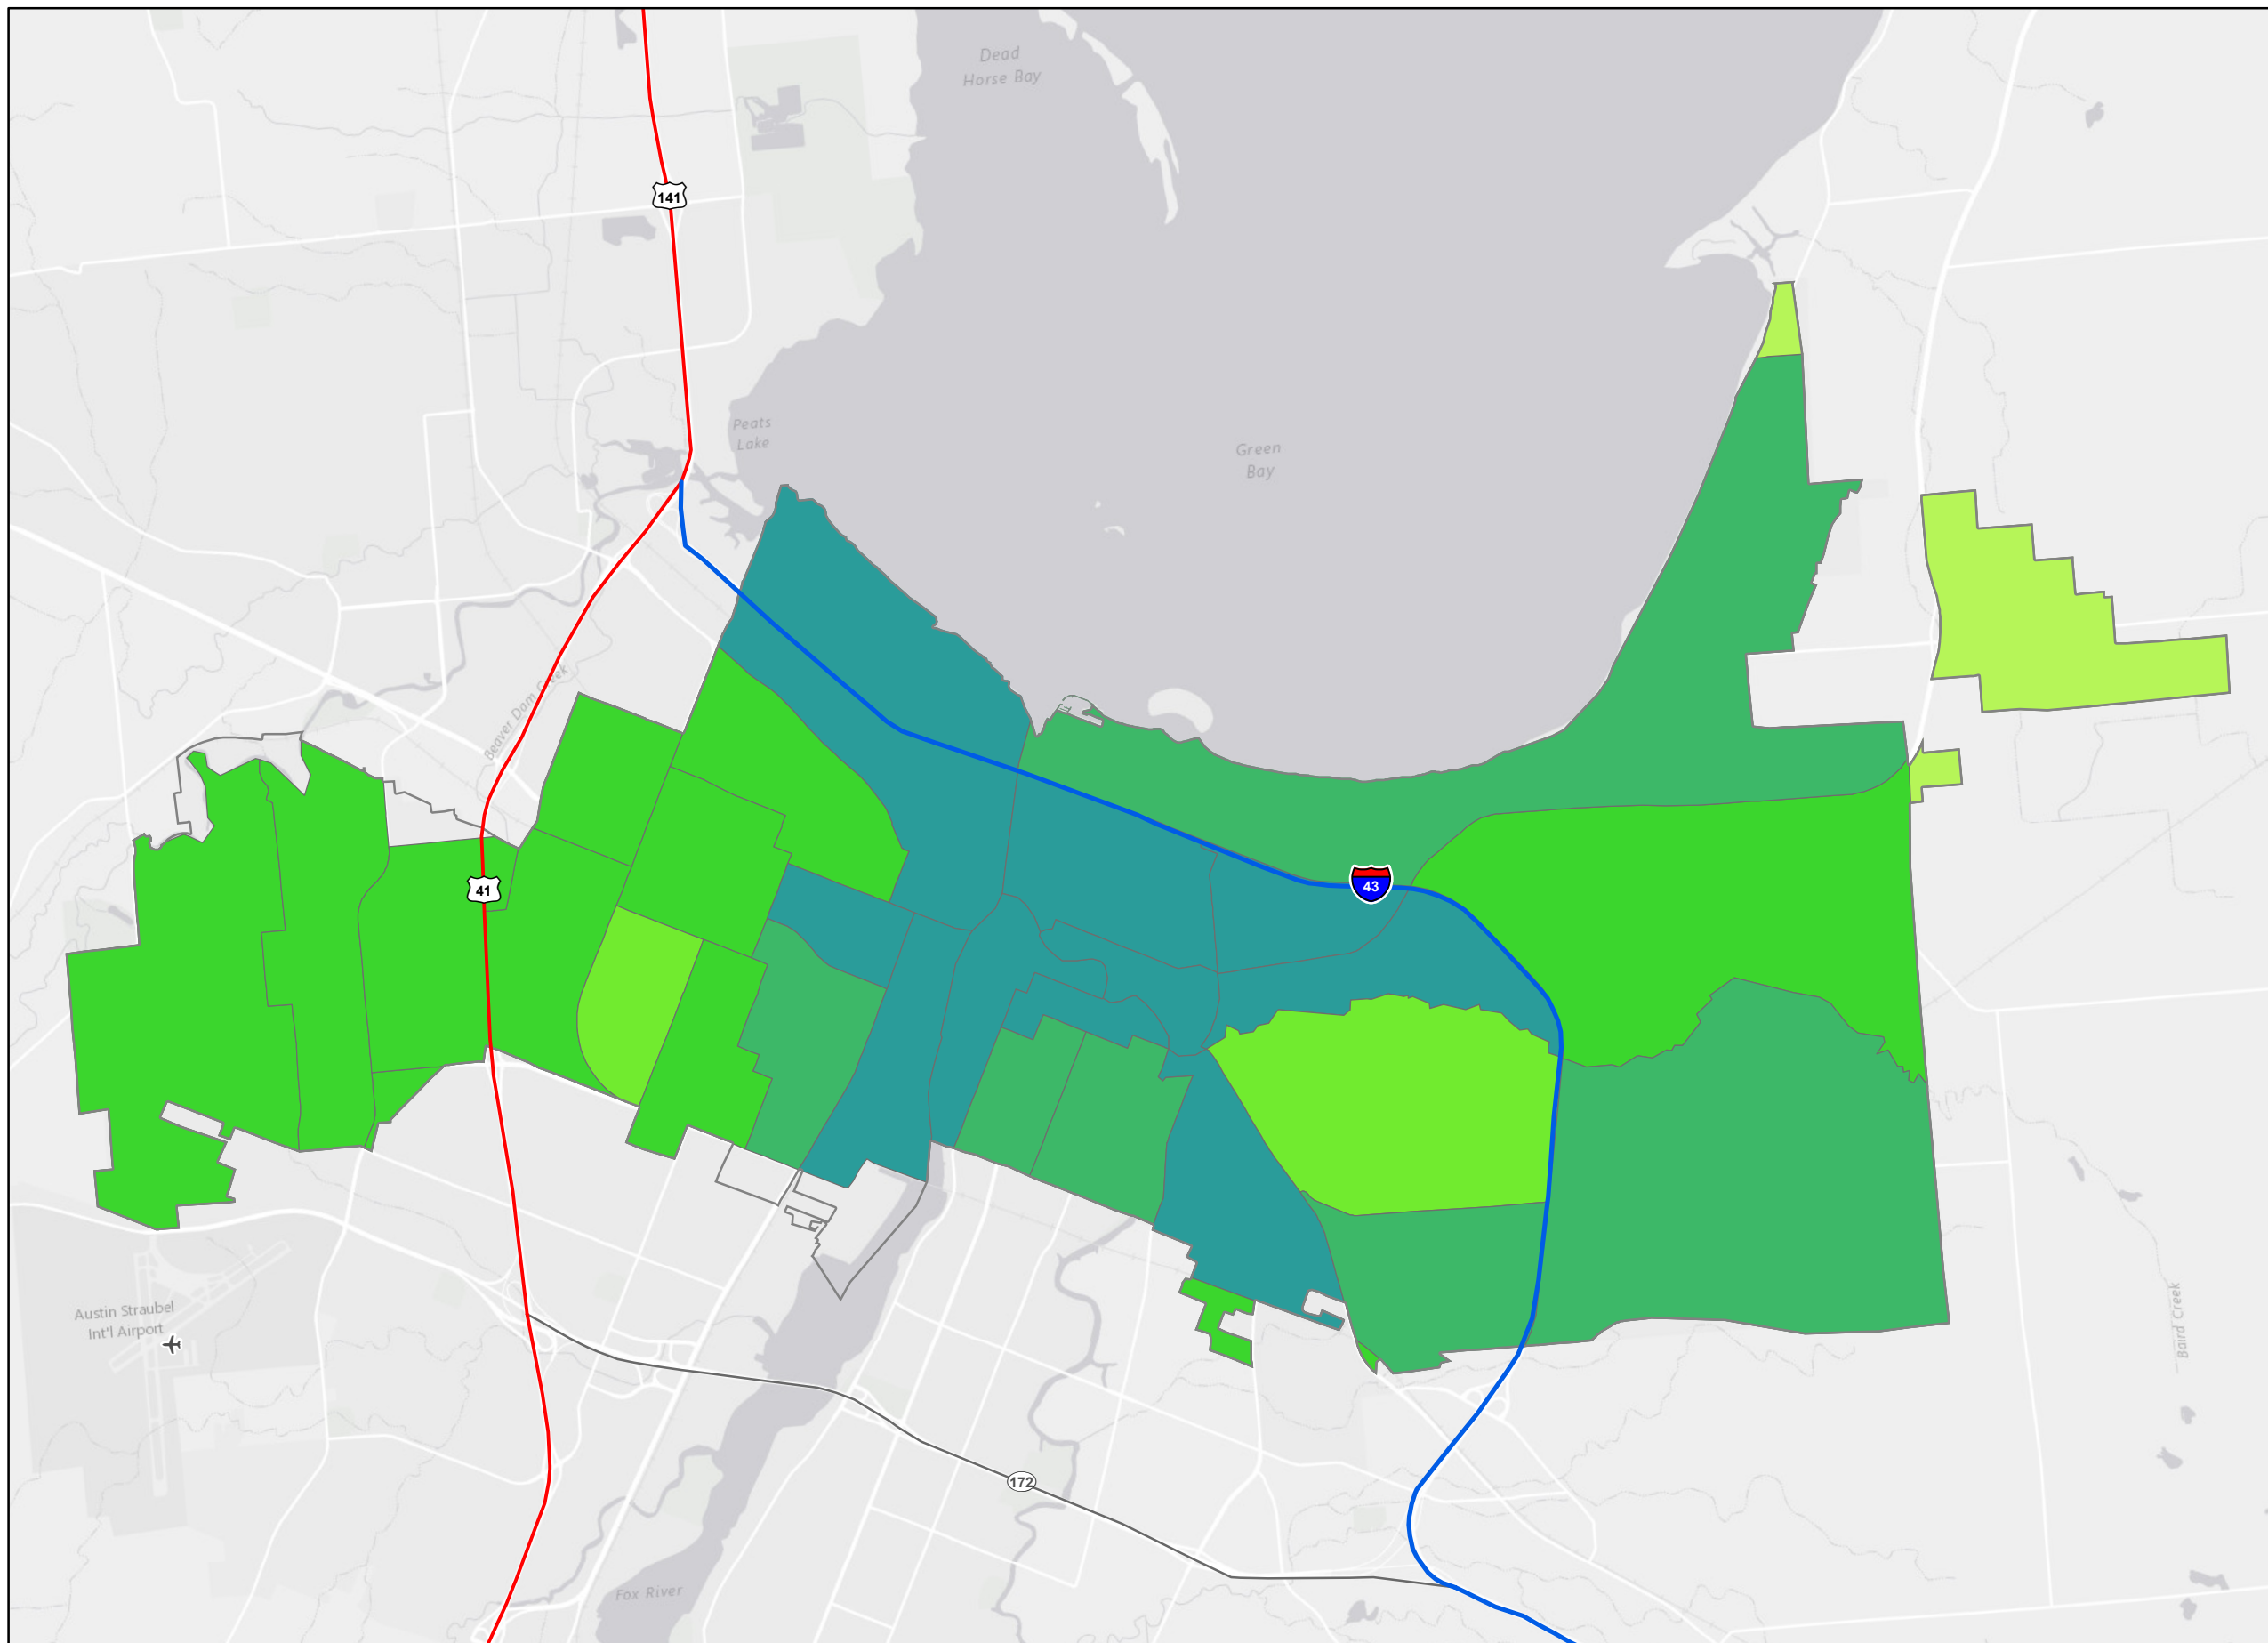 Dead
Horse Bay
141
Peats
Lake
Green
Bay
Beaver Dam Creek
41
43
Austin Straubel
Int'l Airport
Baird Creek
172
Fox River